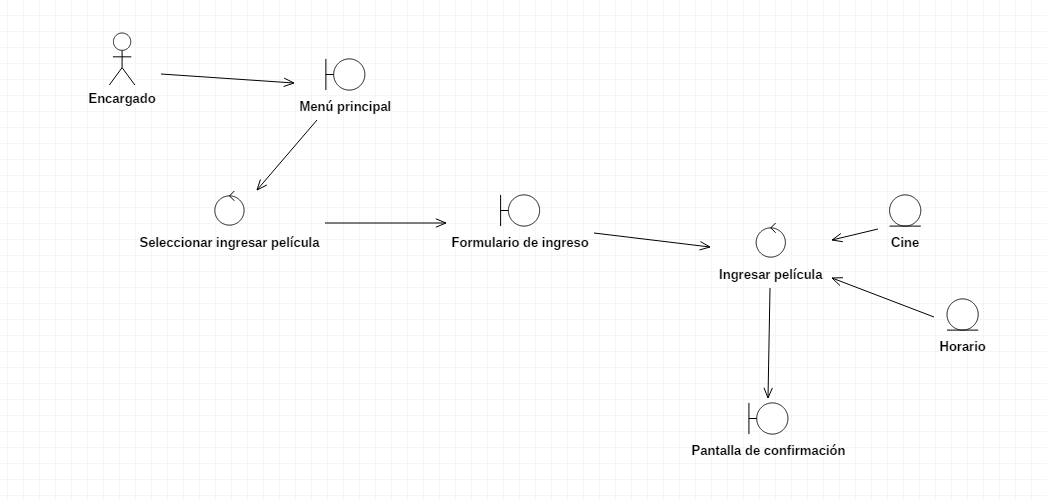 Encargado
Menú principal
Seleccionar ingresar película
Formulario de ingreso
Cine
Ingresar película
Horario
Pantalla de confirmación